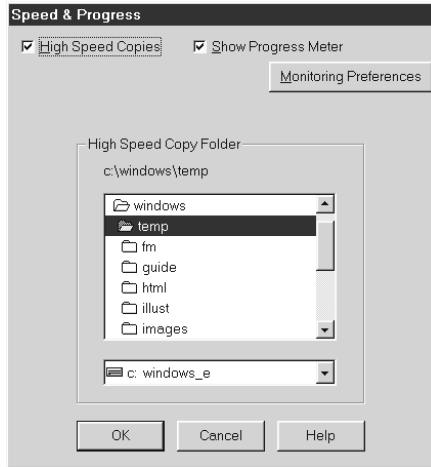 Speed & Progress
High Speed Copies Show Progress Meter
Monitoring Preferences
High Speed Copy Folder
c:\windows\temp
windows
temp
fm
guide
html
illust
images
c: windows_e
OK Cancel Help